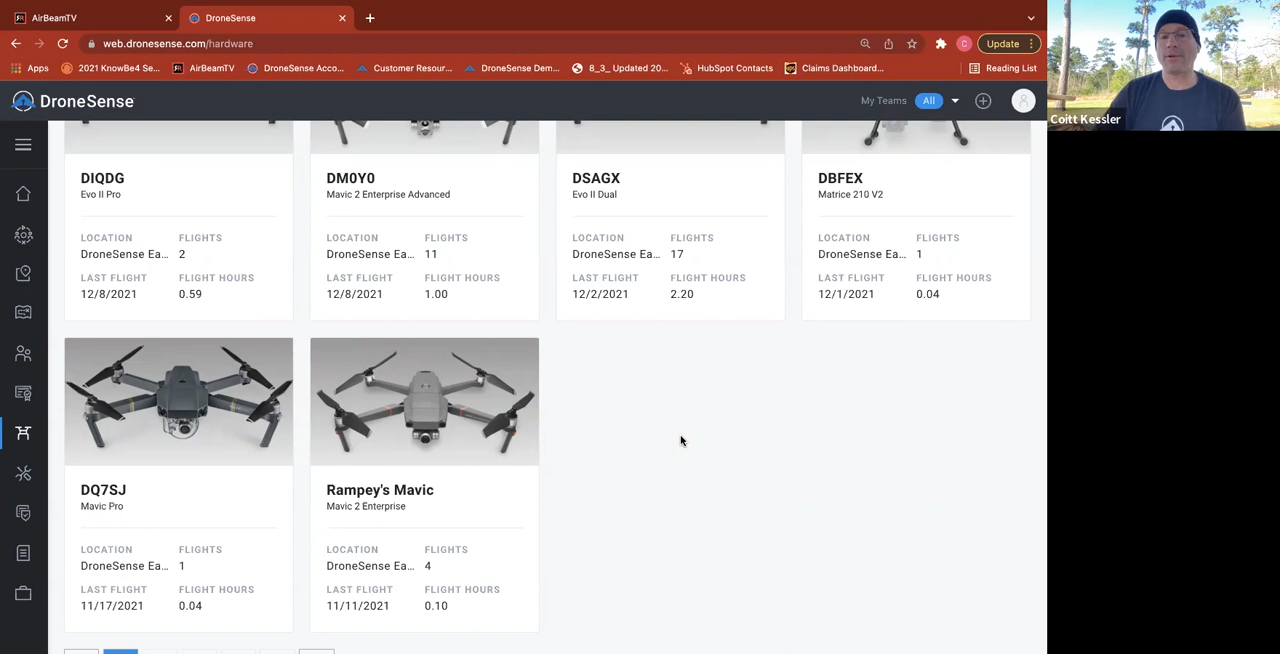 AirBeamTV
DroneSense
web.dronesense.com/hardware
Update
Apps
2021 KnowBe4 Se...
AirBeamTV
DroneSense Acco...
Customer Resour...
DroneSense Dem...
8_3_ Updated 20...
HubSpot Contacts
Claims Dashboard...
Reading List
Coitt Kessler
DroneSense
My Teams All
DIQDG
Evo II Pro
LOCATION FLIGHTS
DroneSense Ea... 2
LAST FLIGHT FLIGHT HOURS
12/8/2021 0.59
DM0Y0
Mavic 2 Enterprise Advanced
LOCATION FLIGHTS
DroneSense Ea... 11
LAST FLIGHT FLIGHT HOURS
12/8/2021 1.00
DSAGX
Evo II Dual
LOCATION FLIGHTS
DroneSense Ea... 17
LAST FLIGHT FLIGHT HOURS
12/2/2021 2.20
DBFEX
Matrice 210 V2
LOCATION FLIGHTS
DroneSense Ea... 1
LAST FLIGHT FLIGHT HOURS
12/1/2021 0.04
DQ7SJ
Mavic Pro
LOCATION FLIGHTS
DroneSense Ea... 1
LAST FLIGHT FLIGHT HOURS
11/17/2021 0.04
Rampey's Mavic
Mavic 2 Enterprise
LOCATION FLIGHTS
DroneSense Ea... 4
LAST FLIGHT FLIGHT HOURS
11/11/2021 0.10